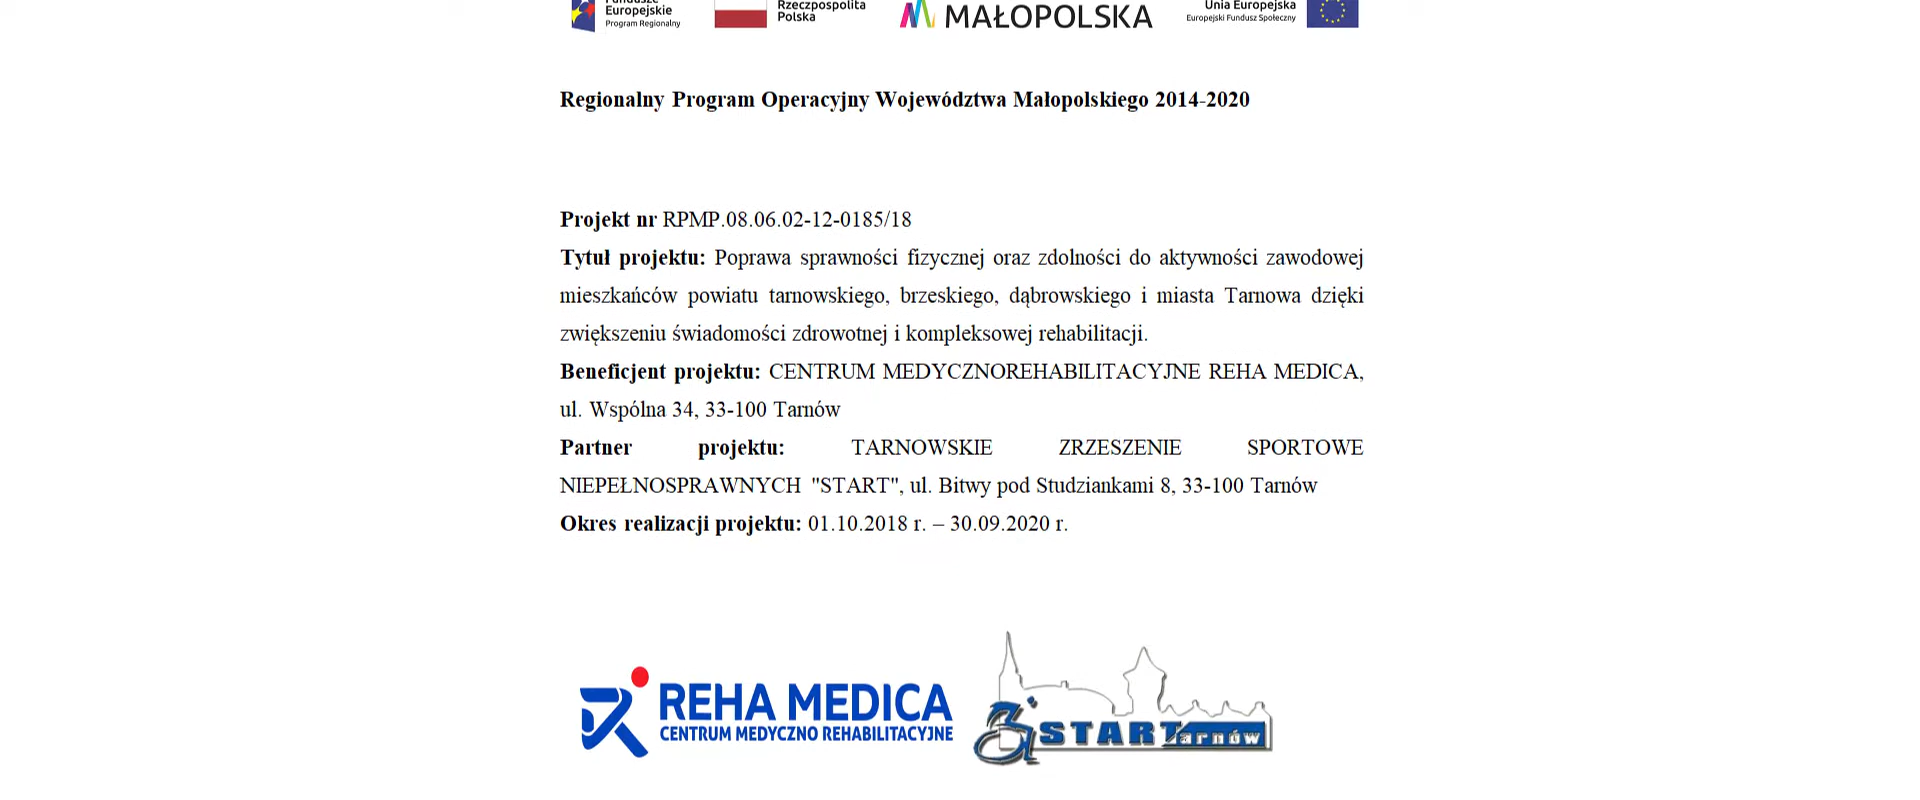 Fundusze
Europejskie
Program Regionalny
Rzeczpospolita
Polska
MAŁOPOLSKA
Unia Europejska
Europejski Fundusz Społeczny
Regionalny Program Operacyjny Województwa Małopolskiego 2014-2020
Projekt nr RPMP.08.06.02-12-0185/18
Tytuł projektu: Poprawa sprawności fizycznej oraz zdolności do aktywności zawodowej
mieszkańców powiatu tarnowskiego, brzeskiego, dąbrowskiego i miasta Tarnowa dzięki
zwiększeniu świadomości zdrowotnej i kompleksowej rehabilitacji.
Beneficjent projektu: CENTRUM MEDYCZNOREHABILITACYJNE REHA MEDICA,
ul. Wspólna 34, 33-100 Tarnów
Partner projektu: TARNOWSKIE ZRZESZENIE SPORTOWE
NIEPEŁNOSPRAWNYCH "START", ul. Bitwy pod Studziankami 8, 33-100 Tarnów
Okres realizacji projektu: 01.10.2018 r. – 30.09.2020 r.
REHA MEDICA
CENTRUM MEDYCZNO REHABILITACYJNE
START Tarnów